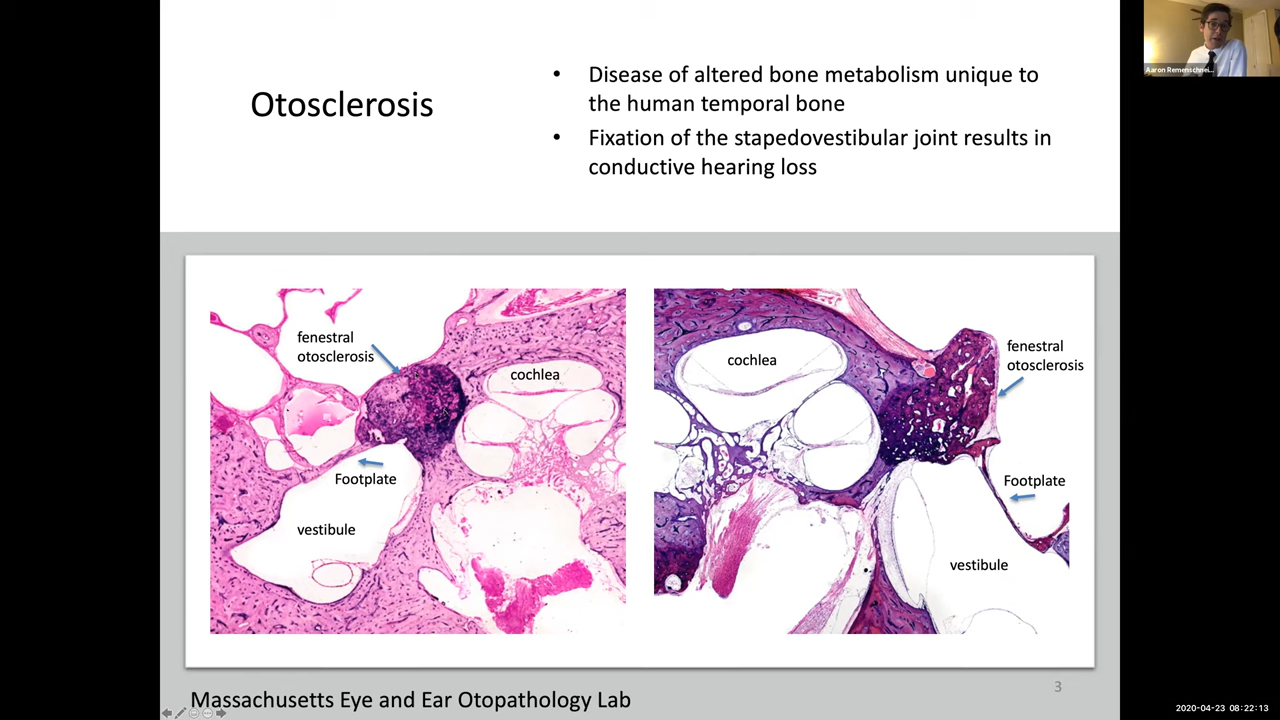 Otosclerosis
• Disease of altered bone metabolism unique to
the human temporal bone
• Fixation of the stapedovestibular joint results in
conductive hearing loss
fenestral
otosclerosis
cochlea
Footplate
vestibule
cochlea
fenestral
otosclerosis
Footplate
vestibule
Massachusetts Eye and Ear Otopathology Lab
3
Aaron Remenschnei...
2020-04-23 08:22:13